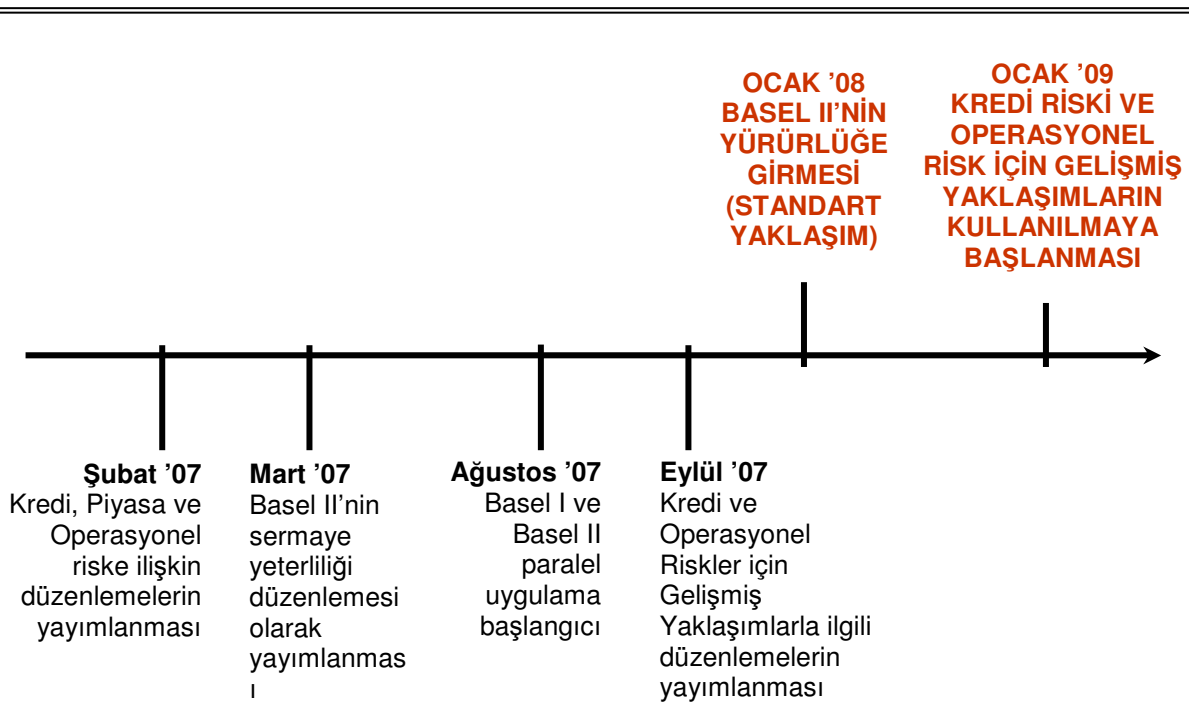 OCAK ’08
BASEL II’NİN
YÜRÜRLÜĞE
GİRMESİ
(STANDART
YAKLAŞIM)
OCAK ’09
KREDİ RİSKİ VE
OPERASYONEL
RİSK İÇİN GELİŞMİŞ
YAKLAŞIMLARIN
KULLANILMAYA
BAŞLANMASI
Şubat ’07
Kredi, Piyasa ve
Operasyonel
riske ilişkin
düzenlemelerin
yayımlanması
Mart ’07
Basel II’nin
sermaye
yeterliliği
düzenlemesi
olarak
yayımlanmas
ı
Ağustos ’07
Basel I ve
Basel II
paralel
uygulama
başlangıcı
Eylül ’07
Kredi ve
Operasyonel
Riskler için
Gelişmiş
Yaklaşımlarla ilgili
düzenlemelerin
yayımlanması